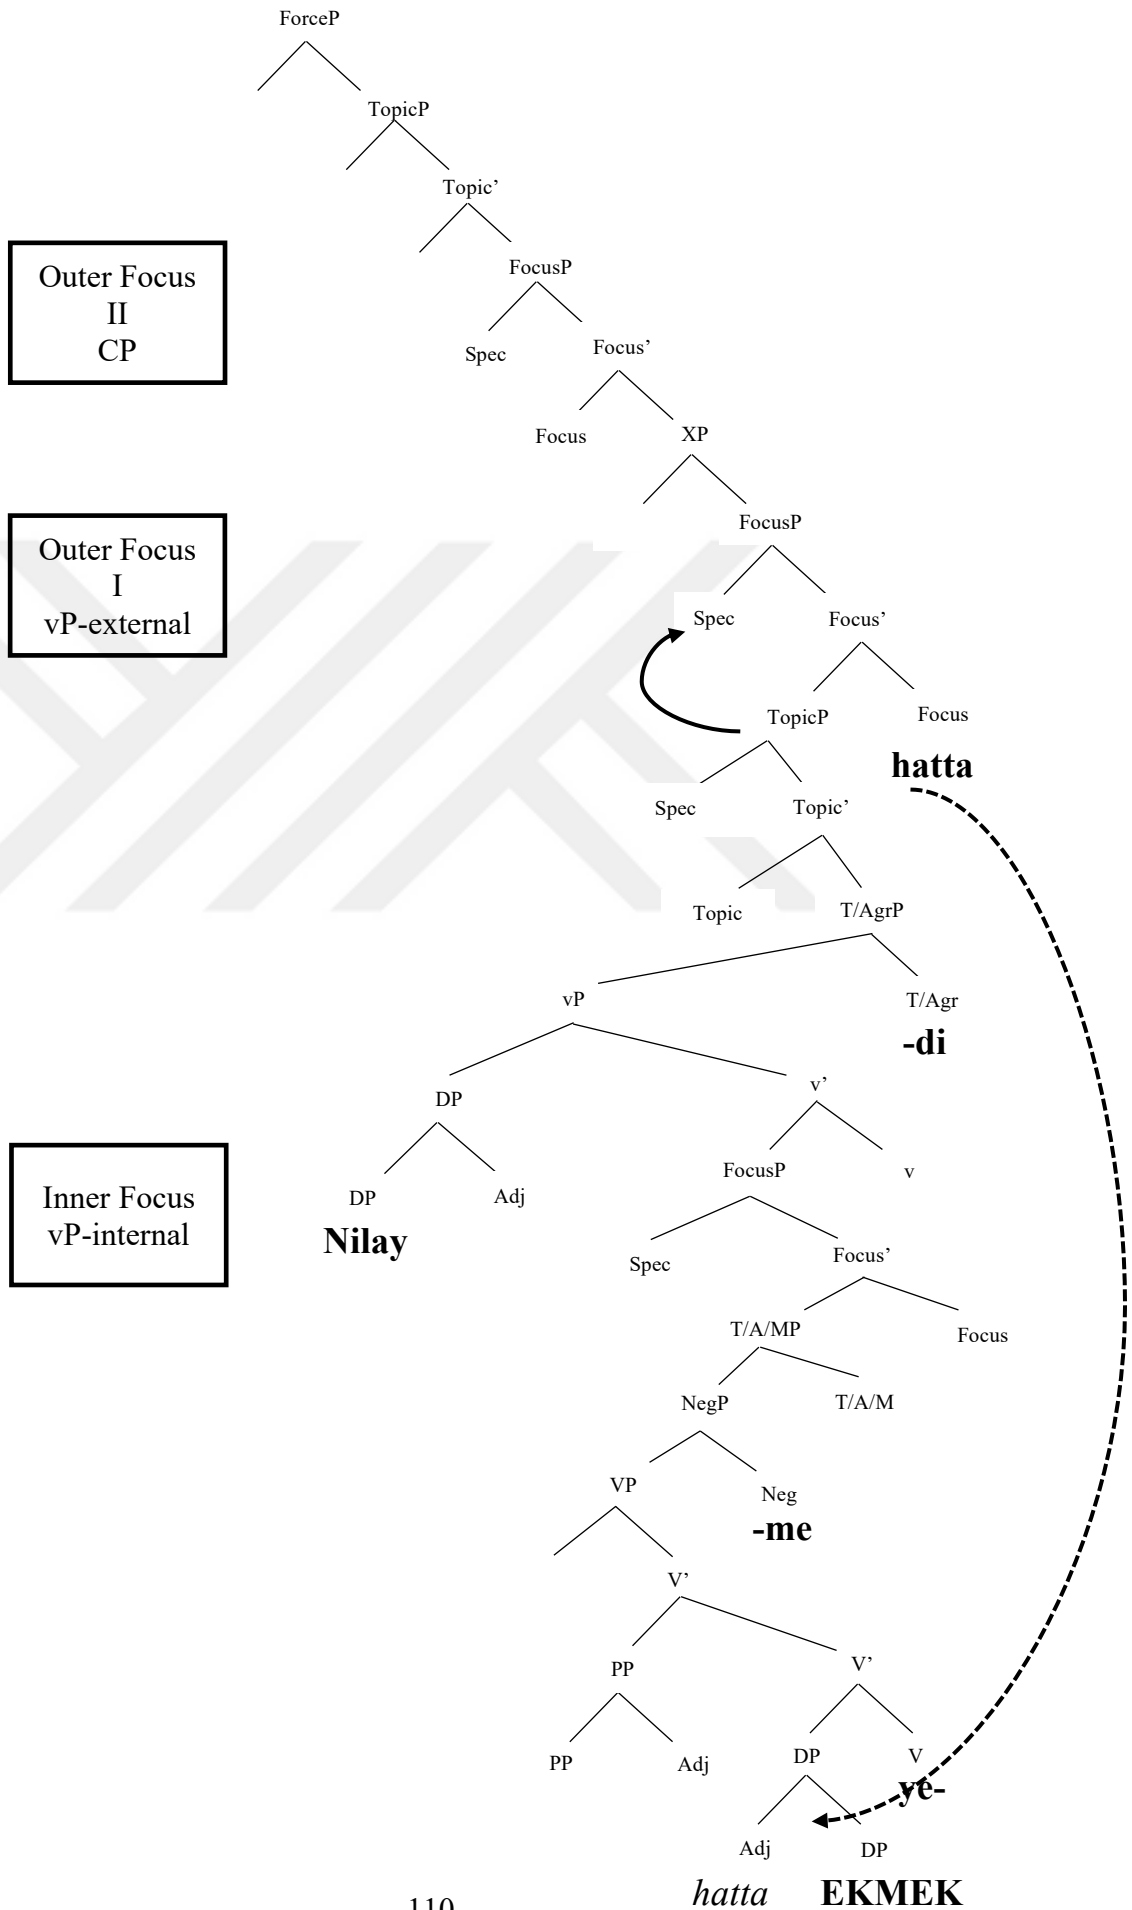 ForceP
TopicP
Topic’
Outer Focus
II
CP
FocusP
Spec
Focus’
Focus
XP
Outer Focus
I
vP-external
FocusP
Spec
Focus’
TopicP
Focus
hatta
Spec
Topic’
Topic
T/AgrP
vP
T/Agr
-di
DP
v’
Inner Focus
vP-internal
DP
Adj
Nilay
FocusP
v
Spec
Focus’
T/A/MP
Focus
NegP
T/A/M
VP
Neg
-me
V’
PP
V’
PP
Adj
DP
V
ye-
Adj
DP
hatta EKMEK
110